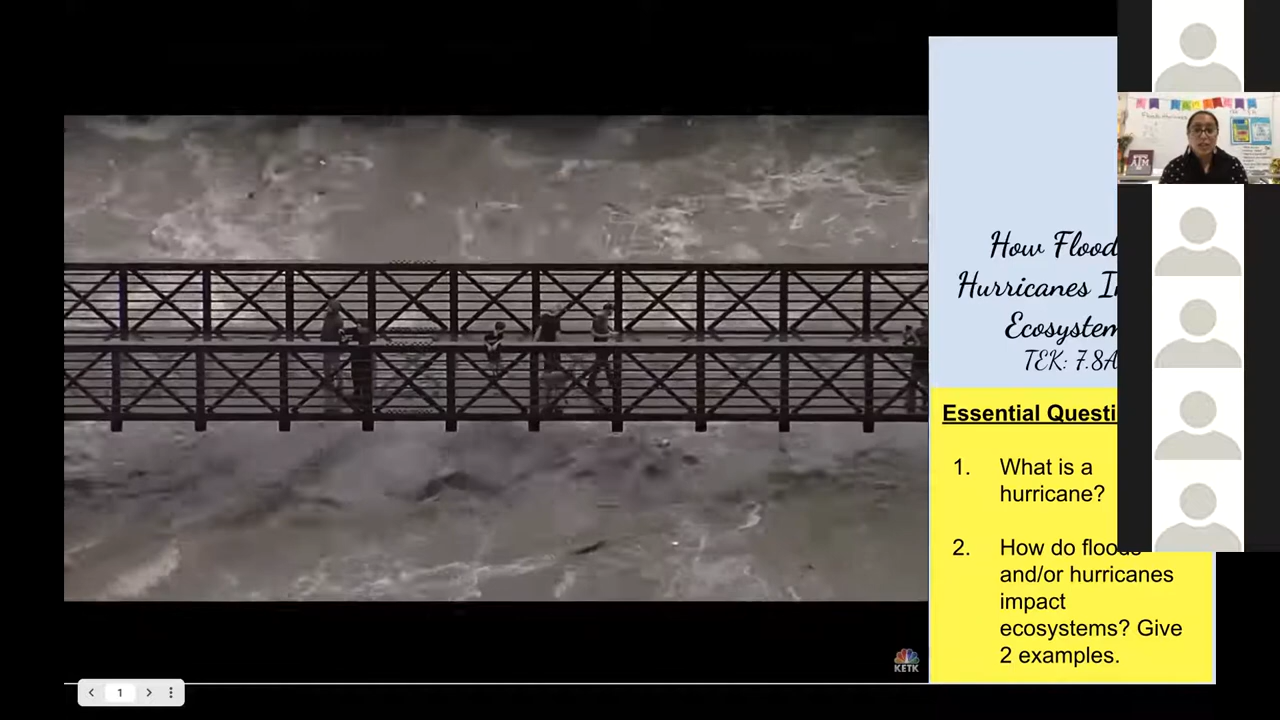 How Flood
Hurricanes I
Ecosystem
TEK: 7.8A
Essential Questi
1. What is a
hurricane?
2. How do floods
and/or hurricanes
impact
ecosystems? Give
2 examples.
KETK
1